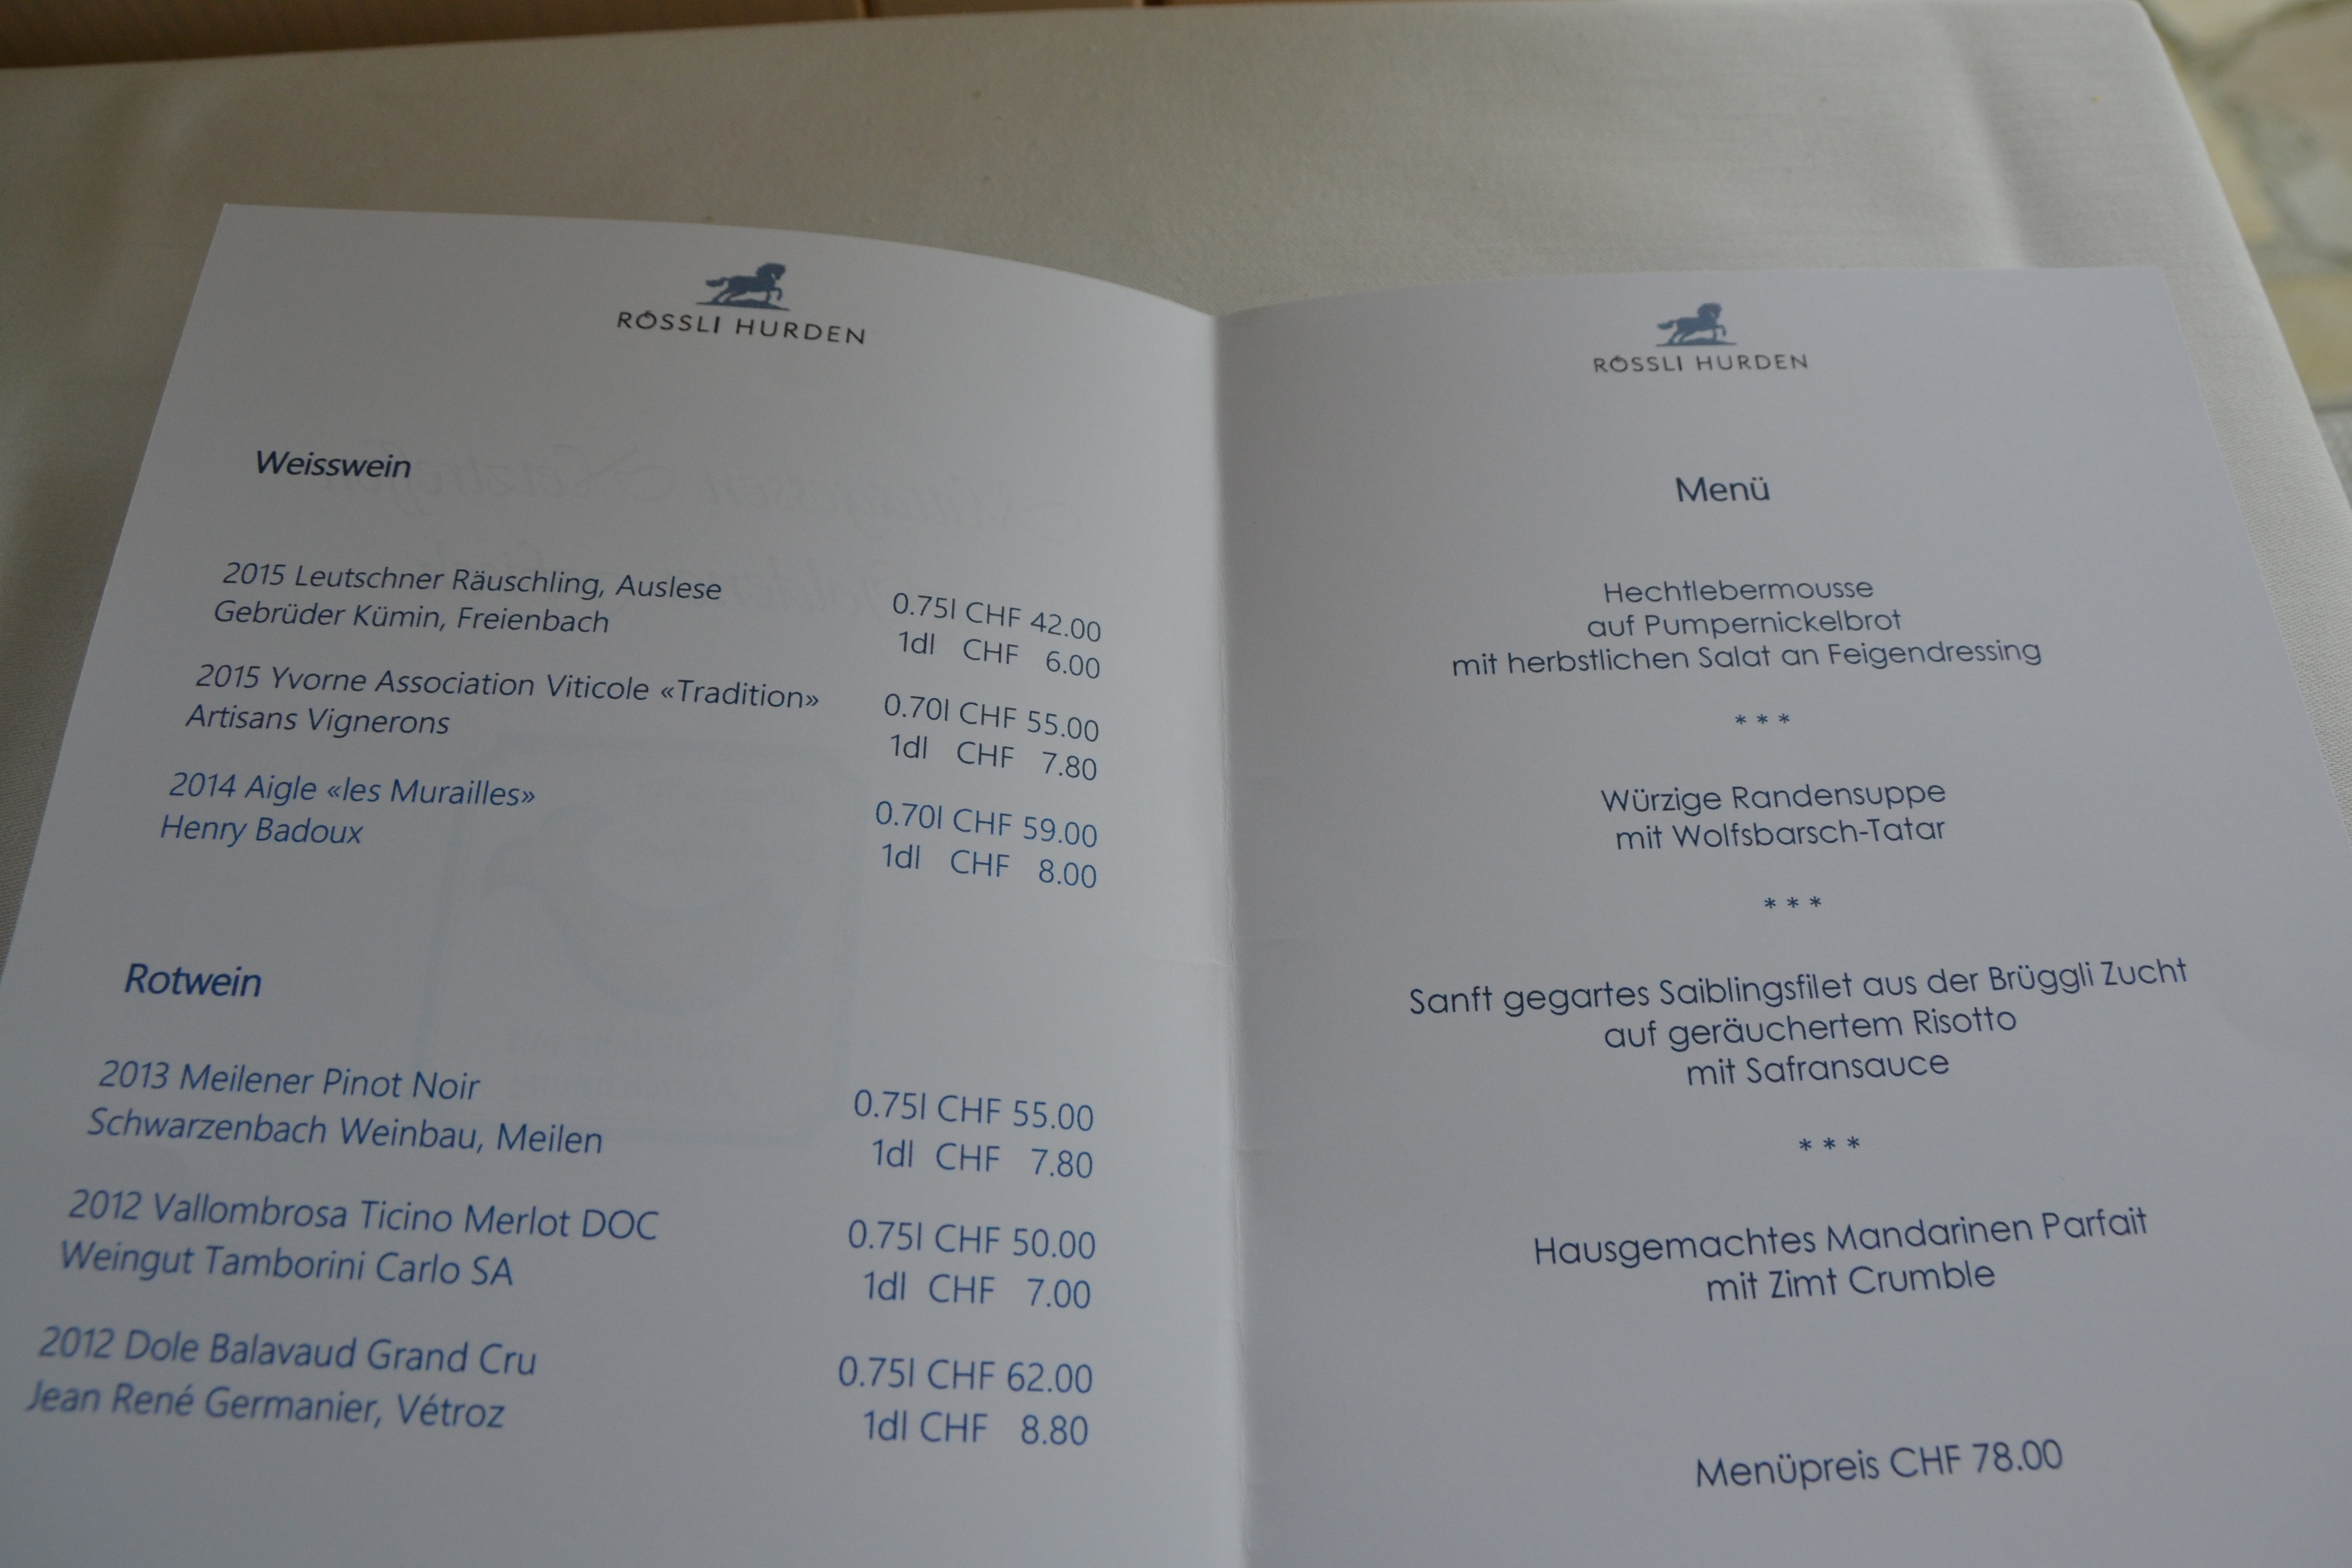 RÖSSLI HURDEN
Weisswein
2015 Leutschner Räuschling, Auslese
Gebrüder Kümin, Freienbach
0.75l CHF 42.00
1dl CHF 6.00
2015 Yvorne Association Viticole «Tradition»
Artisans Vignerons
0.70l CHF 55.00
1dl CHF 7.80
2014 Aigle «les Murailles»
Henry Badoux
0.70l CHF 59.00
1dl CHF 8.00
Rotwein
2013 Meilener Pinot Noir
Schwarzenbach Weinbau, Meilen
0.75l CHF 55.00
1dl CHF 7.80
2012 Vallombrosa Ticino Merlot DOC
Weingut Tamborini Carlo SA
0.75l CHF 50.00
1dl CHF 7.00
2012 Dole Balavaud Grand Cru
Jean René Germanier, Vétroz
0.75l CHF 62.00
1dl CHF 8.80
RÖSSLI HURDEN
Menü
Hechtlebermousse
auf Pumpernickelbrot
mit herbstlichen Salat an Feigendressing
* * *
Würzige Randensuppe
mit Wolfsbarsch-Tatar
* * *
Sanft gegartes Saiblingsfilet aus der Brüggli Zucht
auf geräuchertem Risotto
mit Safransauce
* * *
Hausgemachtes Mandarinen Parfait
mit Zimt Crumble
Menüpreis CHF 78.00